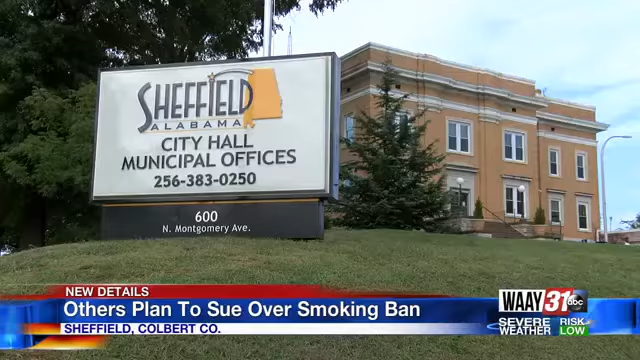 SHEFFIELD
ALABAMA
CITY HALL
MUNICIPAL OFFICES
256-383-0250
600
N. Montgomery Ave.
NEW DETAILS
Others Plan To Sue Over Smoking Ban
SHEFFIELD, COLBERT CO.
WAAY 31 abc
SEVERE WEATHER RISK LOW